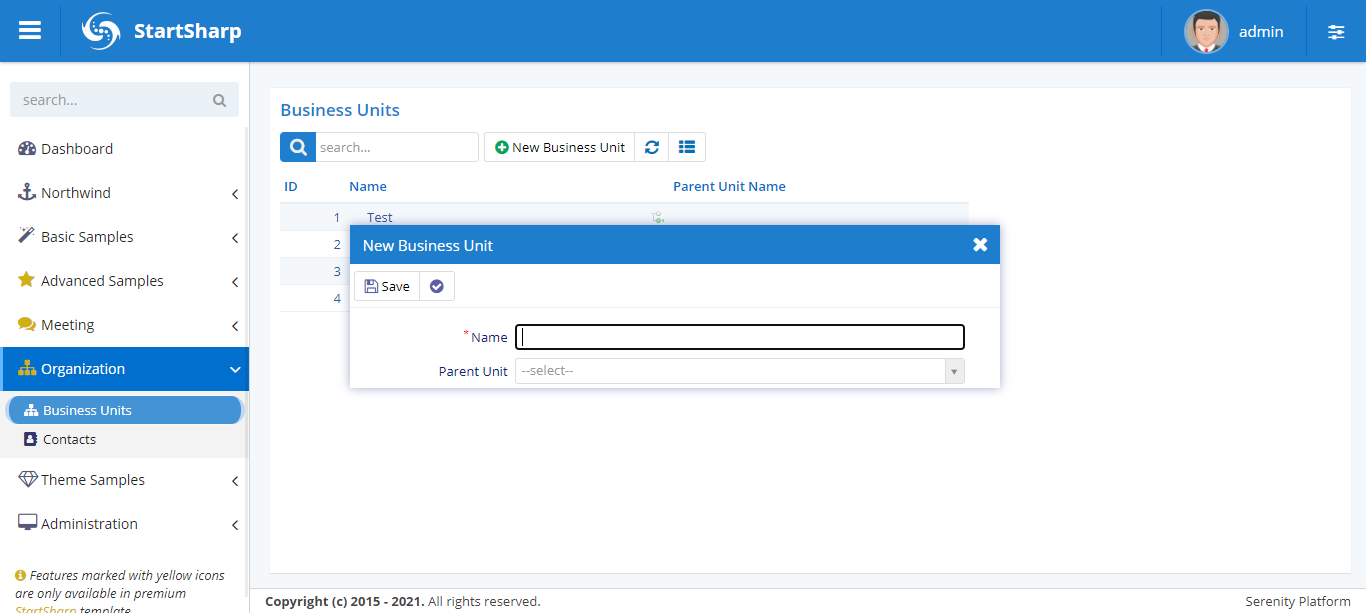 StartSharp
admin
search...
Dashboard
Northwind
Basic Samples
Advanced Samples
Meeting
Organization
Business Units
Contacts
Theme Samples
Administration
Features marked with yellow icons
are only available in premium
StartSharp template
Business Units
search...
New Business Unit
ID Name Parent Unit Name
1 Test
2
3
4
New Business Unit
Save
*Name
Parent Unit --select--
Copyright (c) 2015 - 2021. All rights reserved.
Serenity Platform